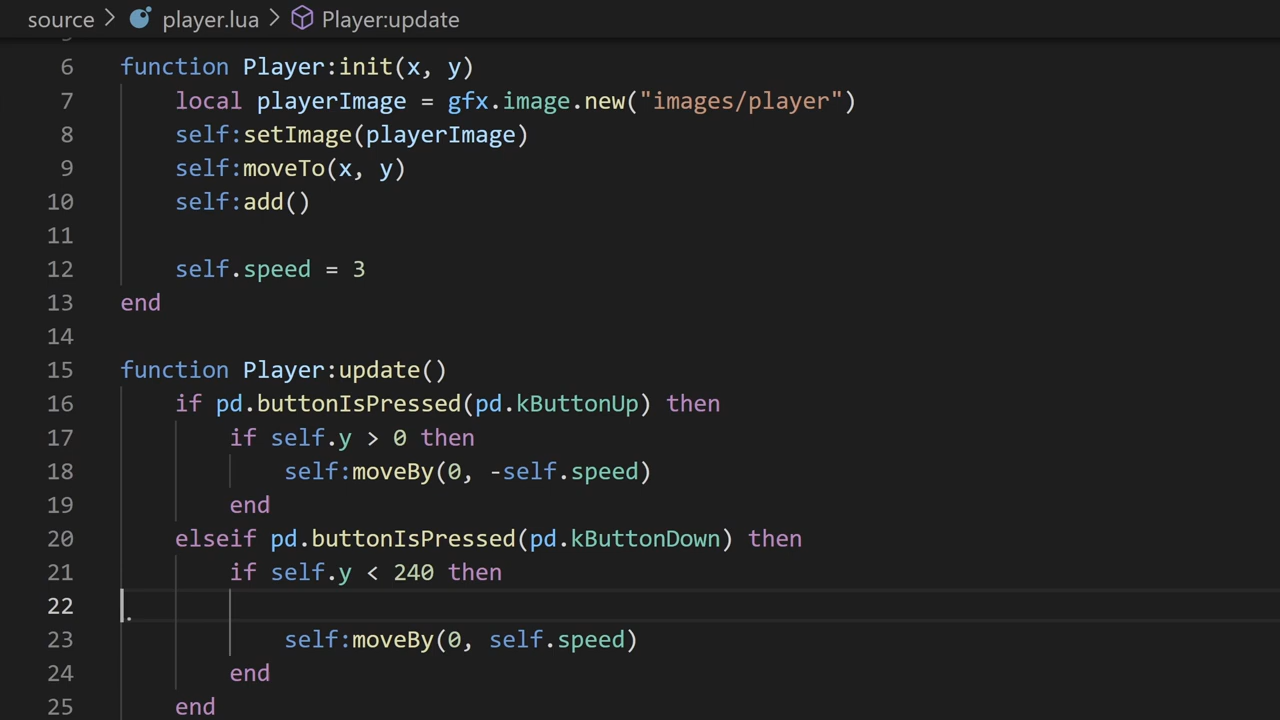 source > player.lua > Player:update
6 function Player:init(x, y)
7 local playerImage = gfx.image.new("images/player")
8 self:setImage(playerImage)
9 self:moveTo(x, y)
10 self:add()
11
12 self.speed = 3
13 end
14
15 function Player:update()
16 if pd.buttonIsPressed(pd.kButtonUp) then
17 if self.y > 0 then
18 self:moveBy(0, -self.speed)
19 end
20 elseif pd.buttonIsPressed(pd.kButtonDown) then
21 if self.y < 240 then
22
23 self:moveBy(0, self.speed)
24 end
25 end